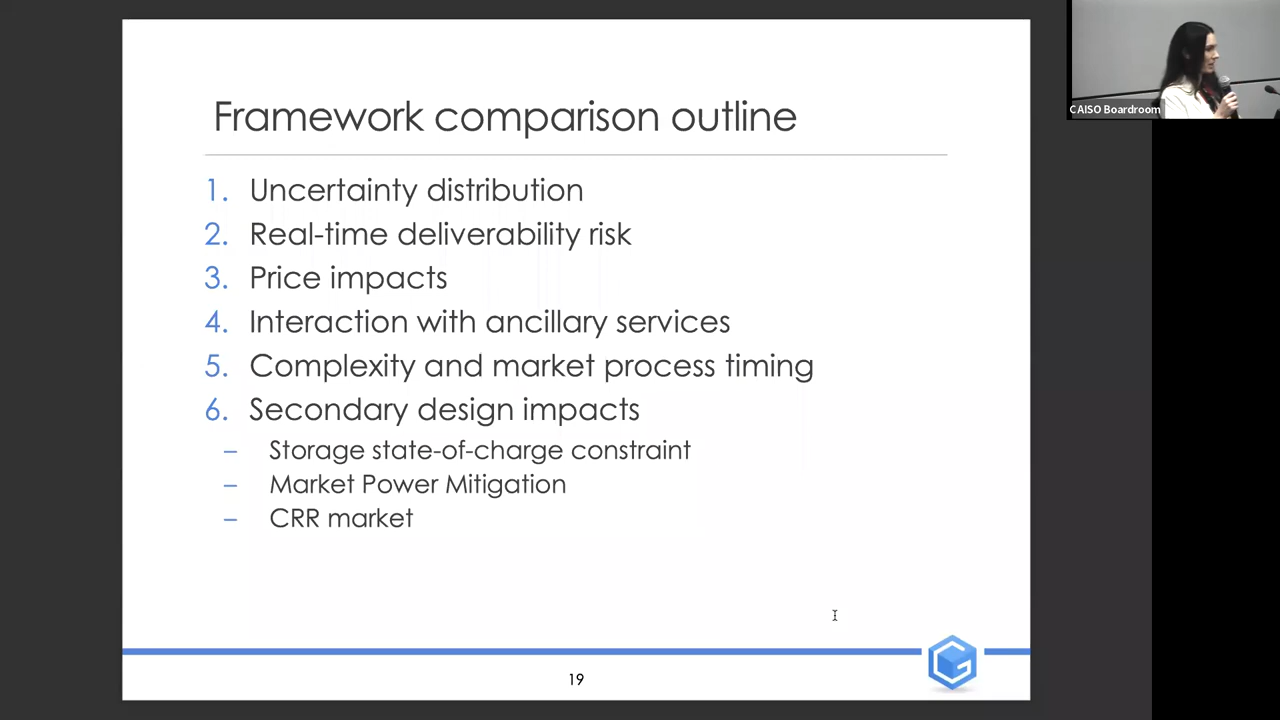 Framework comparison outline
1. Uncertainty distribution
2. Real-time deliverability risk
3. Price impacts
4. Interaction with ancillary services
5. Complexity and market process timing
6. Secondary design impacts
– Storage state-of-charge constraint
– Market Power Mitigation
– CRR market
19
CAISO Boardroom